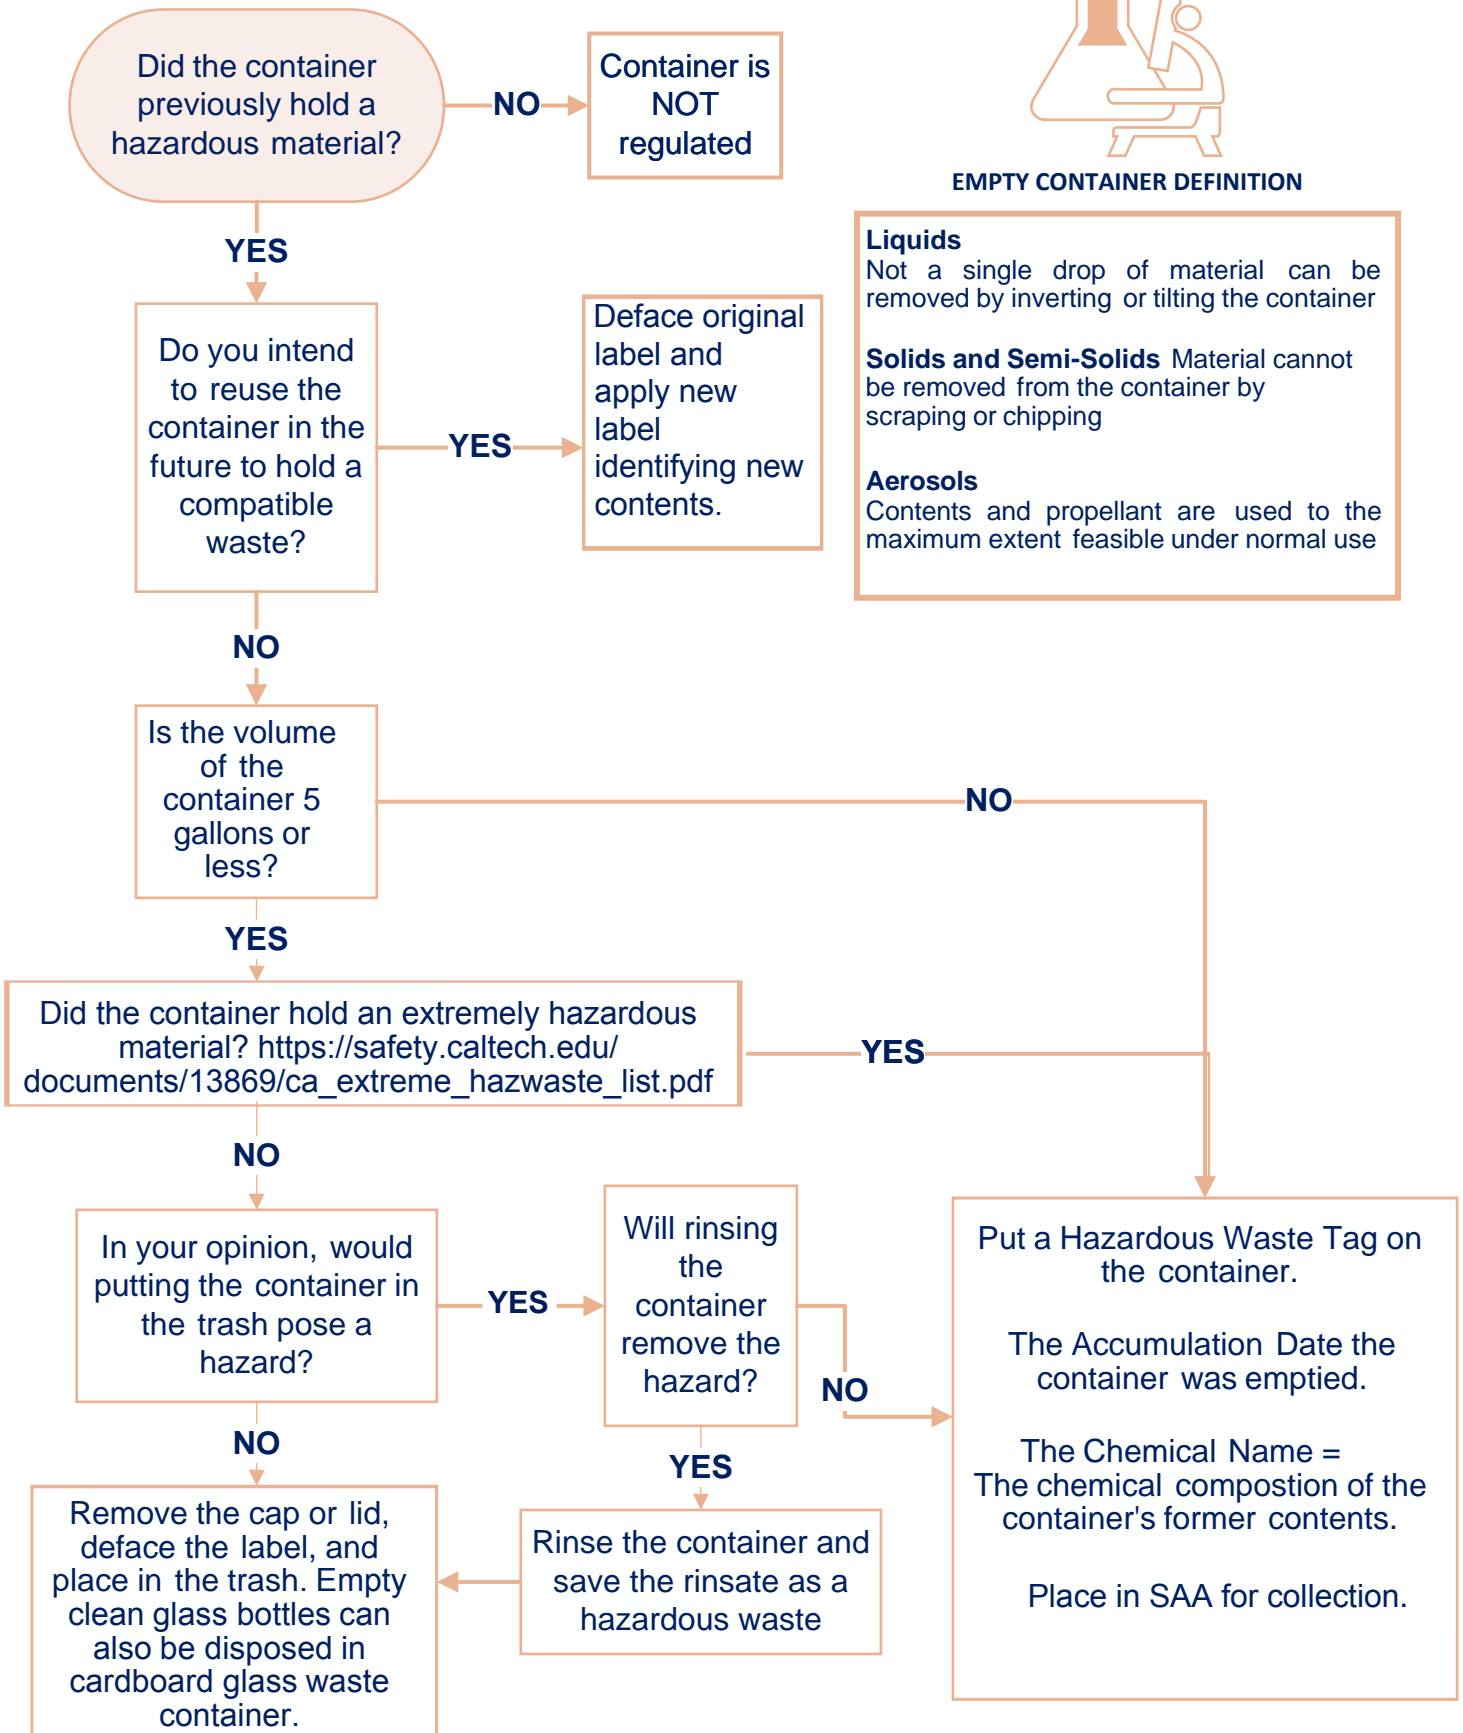 Did the container
previously hold a
hazardous material?
NO
Container is
NOT
regulated
EMPTY CONTAINER DEFINITION
Liquids
Not a single drop of material can be
removed by inverting or tilting the container
Solids and Semi-Solids Material cannot
be removed from the container by
scraping or chipping
Aerosols
Contents and propellant are used to the
maximum extent feasible under normal use
YES
Do you intend
to reuse the
container in the
future to hold a
compatible
waste?
YES
Deface original
label and
apply new
label
identifying new
contents.
NO
Is the volume
of the
container 5
gallons or
less?
NO
YES
Did the container hold an extremely hazardous
material? https://safety.caltech.edu/
documents/13869/ca_extreme_hazwaste_list.pdf
YES
NO
In your opinion, would
putting the container in
the trash pose a
hazard?
YES
Will rinsing
the
container
remove the
hazard?
NO
Put a Hazardous Waste Tag on
the container.
The Accumulation Date the
container was emptied.
The Chemical Name =
The chemical compostion of the
container's former contents.
Place in SAA for collection.
NO
YES
Remove the cap or lid,
deface the label, and
place in the trash. Empty
clean glass bottles can
also be disposed in
cardboard glass waste
container.
Rinse the container and
save the rinsate as a
hazardous waste